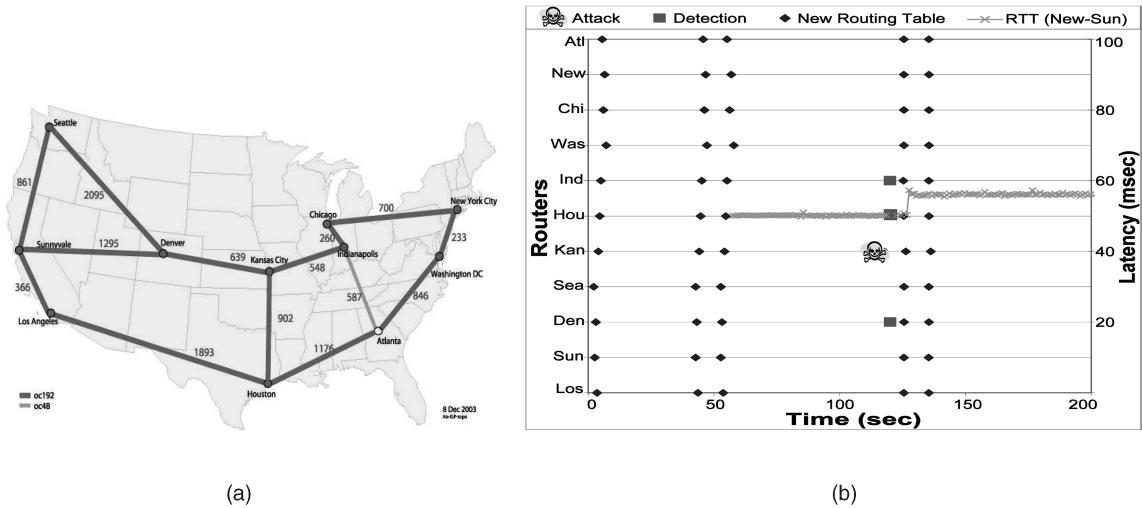 Seattle
861
2095
Sunnyvale
1295
Denver
639
Kansas City
548
Chicago
260
Indianapolis
700
New York City
233
Washington DC
846
587
Atlanta
366
Los Angeles
1893
902
1176
Houston
oc192
oc48
8 Dec 2003
(a)
Attack
Detection
New Routing Table
RTT (New-Sun)
Routers
Atl
New
Chi
Was
Ind
Hou
Kan
Sea
Den
Sun
Los
100
80
60
40
20
Latency (msec)
0
50
100
150
200
Time (sec)
(b)